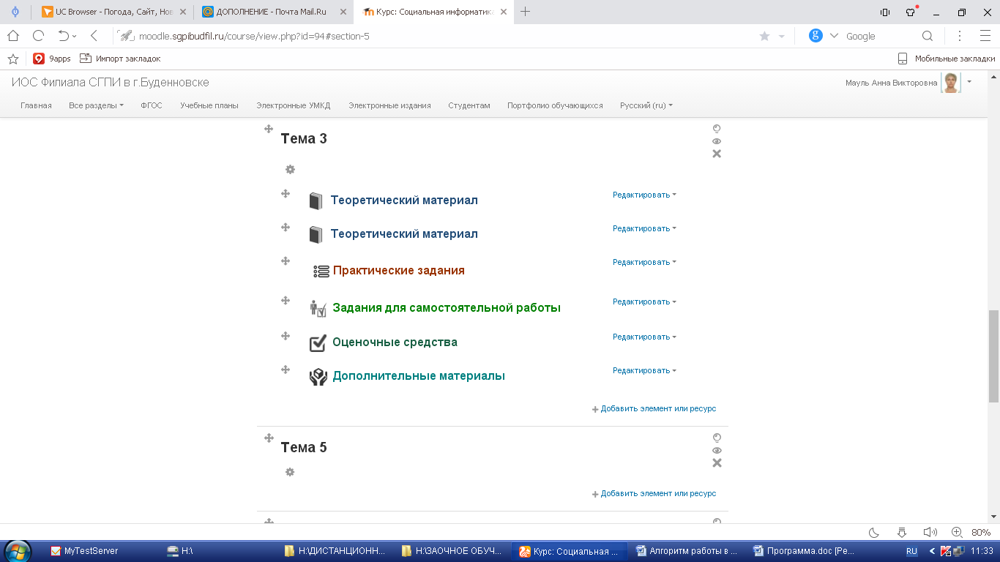 UC Browser - Погода, Сайт, Нов
ДОПОЛНЕНИЕ - Почта Mail.Ru
Курс: Социальная информатика
moodle.sgpibudfil.ru/course/view.php?id=94#section-5
Google
9apps
Импорт закладок
Мобильные закладки
ИОС Филиала СГПИ в г.Буденновске
Мауль Анна Викторовна
Главная Все разделы ФГОС Учебные планы Электронные УМКД Электронные издания Студентам Портфолио обучающихся Русский (ru)
Тема 3
Теоретический материал Редактировать
Теоретический материал Редактировать
Практические задания Редактировать
Задания для самостоятельной работы Редактировать
Оценочные средства Редактировать
Дополнительные материалы Редактировать
Добавить элемент или ресурс
Тема 5
Добавить элемент или ресурс
80%
MyTestServer
H:\
H:\ДИСТАНЦИОНН...
H:\ЗАОЧНОЕ ОБУЧ...
Курс: Социальная ...
Алгоритм работы в ...
Программа.doc [Ре...
RU
11:33